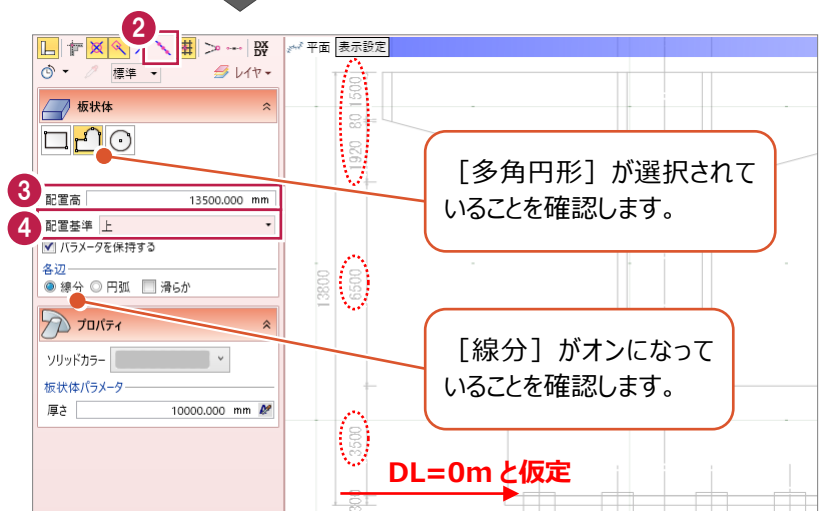 2
平面 表示設定
標準 レイヤ
板状体
3
配置高 13500.000 mm
4
配置基準 上
パラメータを保持する
各辺
線分 円弧 滑らか
プロパティ
ソリッドカラー
板状体パラメータ
厚さ 10000.000 mm
1500
80
1920
13800
6500
3500
300
［多角円形］が選択されて
いることを確認します。
［線分］がオンになって
いることを確認します。
DL=0mと仮定